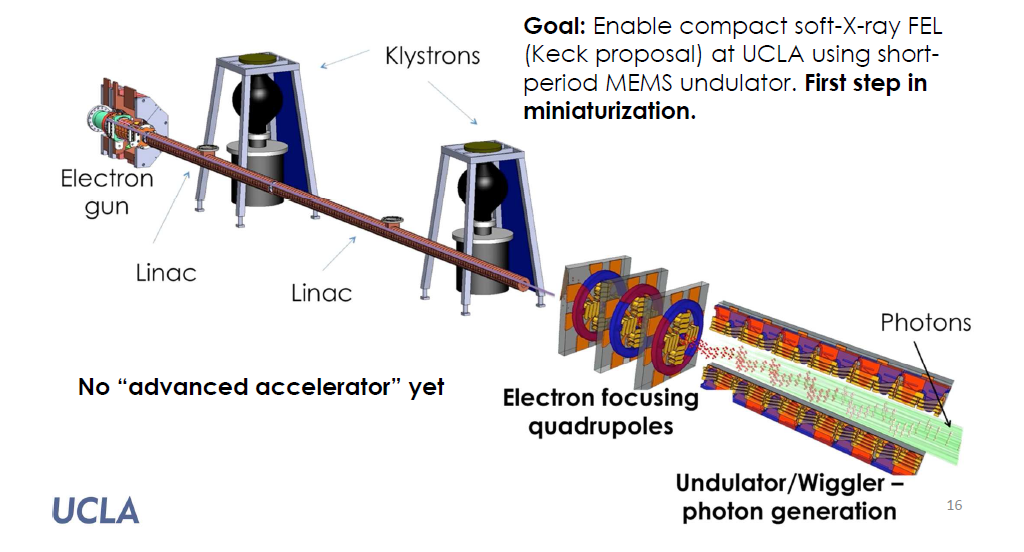 Goal: Enable compact soft-X-ray FEL
(Keck proposal) at UCLA using short-
period MEMS undulator. First step in
miniaturization.
Klystrons
Electron
gun
Linac
Linac
Photons
No “advanced accelerator” yet
Electron focusing
quadrupoles
Undulator/Wiggler –
photon generation
UCLA
16